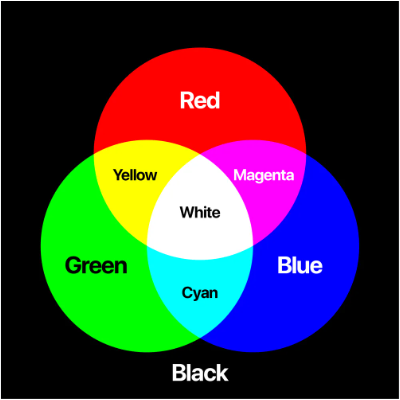 Red
Yellow
Magenta
White
Green
Blue
Cyan
Black